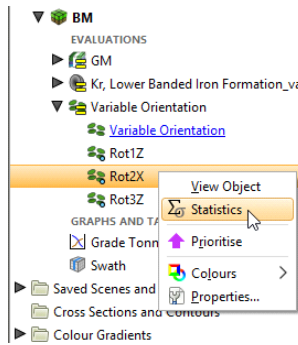 BM
EVALUATIONS
GM
Kr, Lower Banded Iron Formation_va
Variable Orientation
Variable Orientation
Rot1Z
Rot2X
Rot3Z
GRAPHS AND TA
Grade Tonn
Swath
Saved Scenes and
Cross Sections and Contours
Colour Gradients
View Object
Statistics
Prioritise
Colours
Properties...